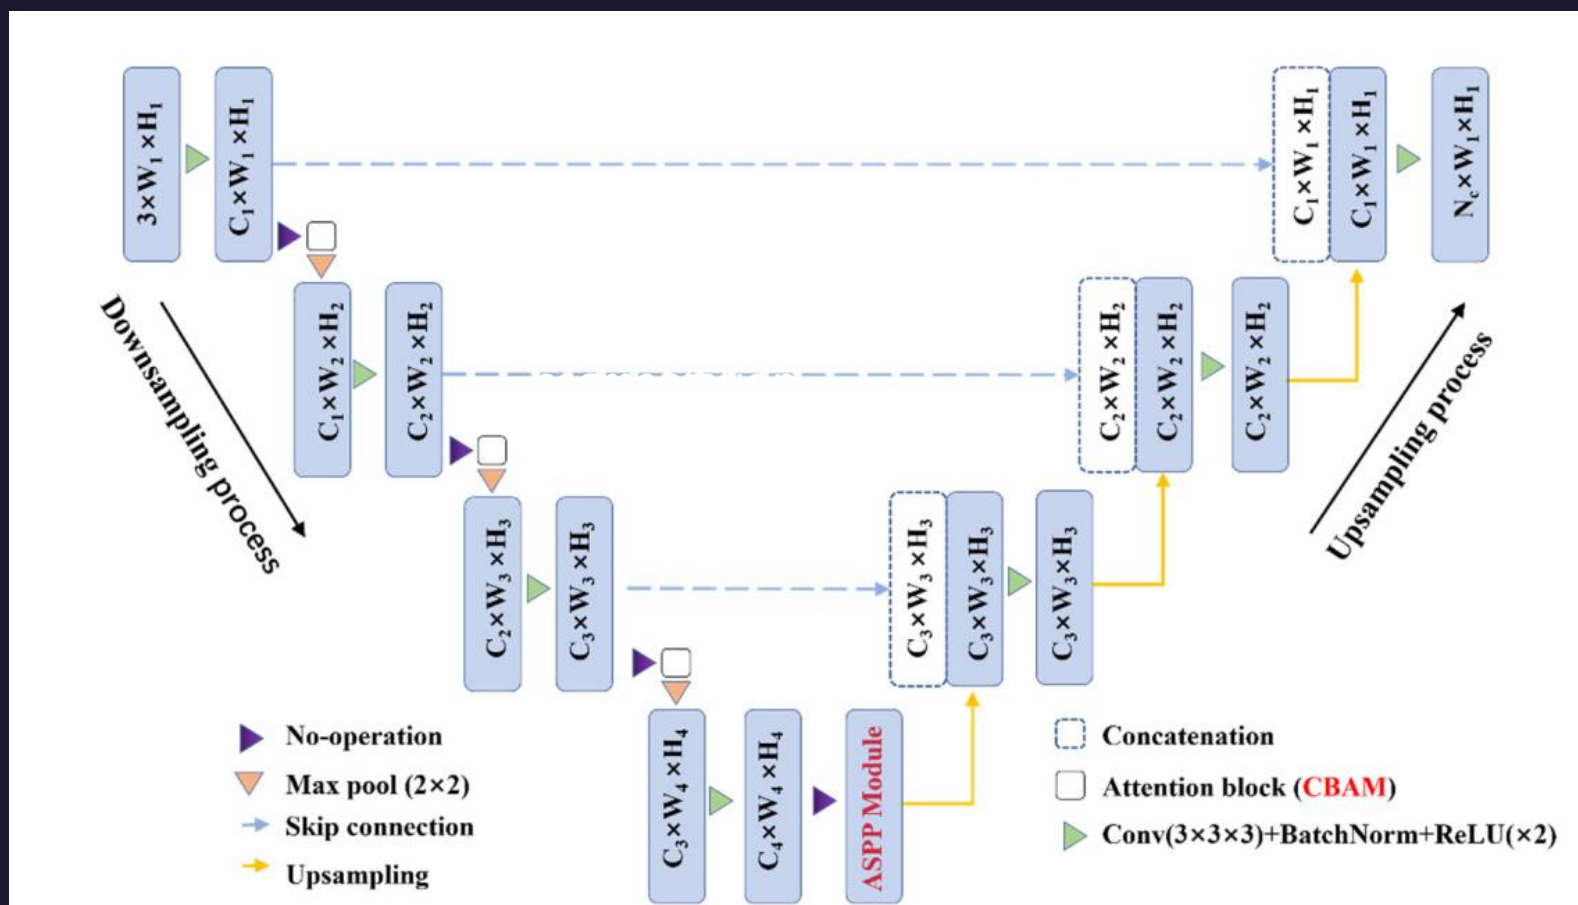 3×W₁×H₁
C₁×W₁×H₁
C₁×W₁×H₁
C₁×W₁×H₁
N꜀×W₁×H₁
C₁×W₂×H₂
C₂×W₂×H₂
C₂×W₂×H₂
C₂×W₂×H₂
C₂×W₂×H₂
Downsampling process
Upsampling process
C₂×W₃×H₃
C₃×W₃×H₃
C₃×W₃×H₃
C₃×W₃×H₃
C₃×W₃×H₃
C₃×W₄×H₄
C₄×W₄×H₄
ASPP Module
No-operation
Max pool (2×2)
Skip connection
Upsampling
Concatenation
Attention block (CBAM)
Conv(3×3×3)+BatchNorm+ReLU(×2)